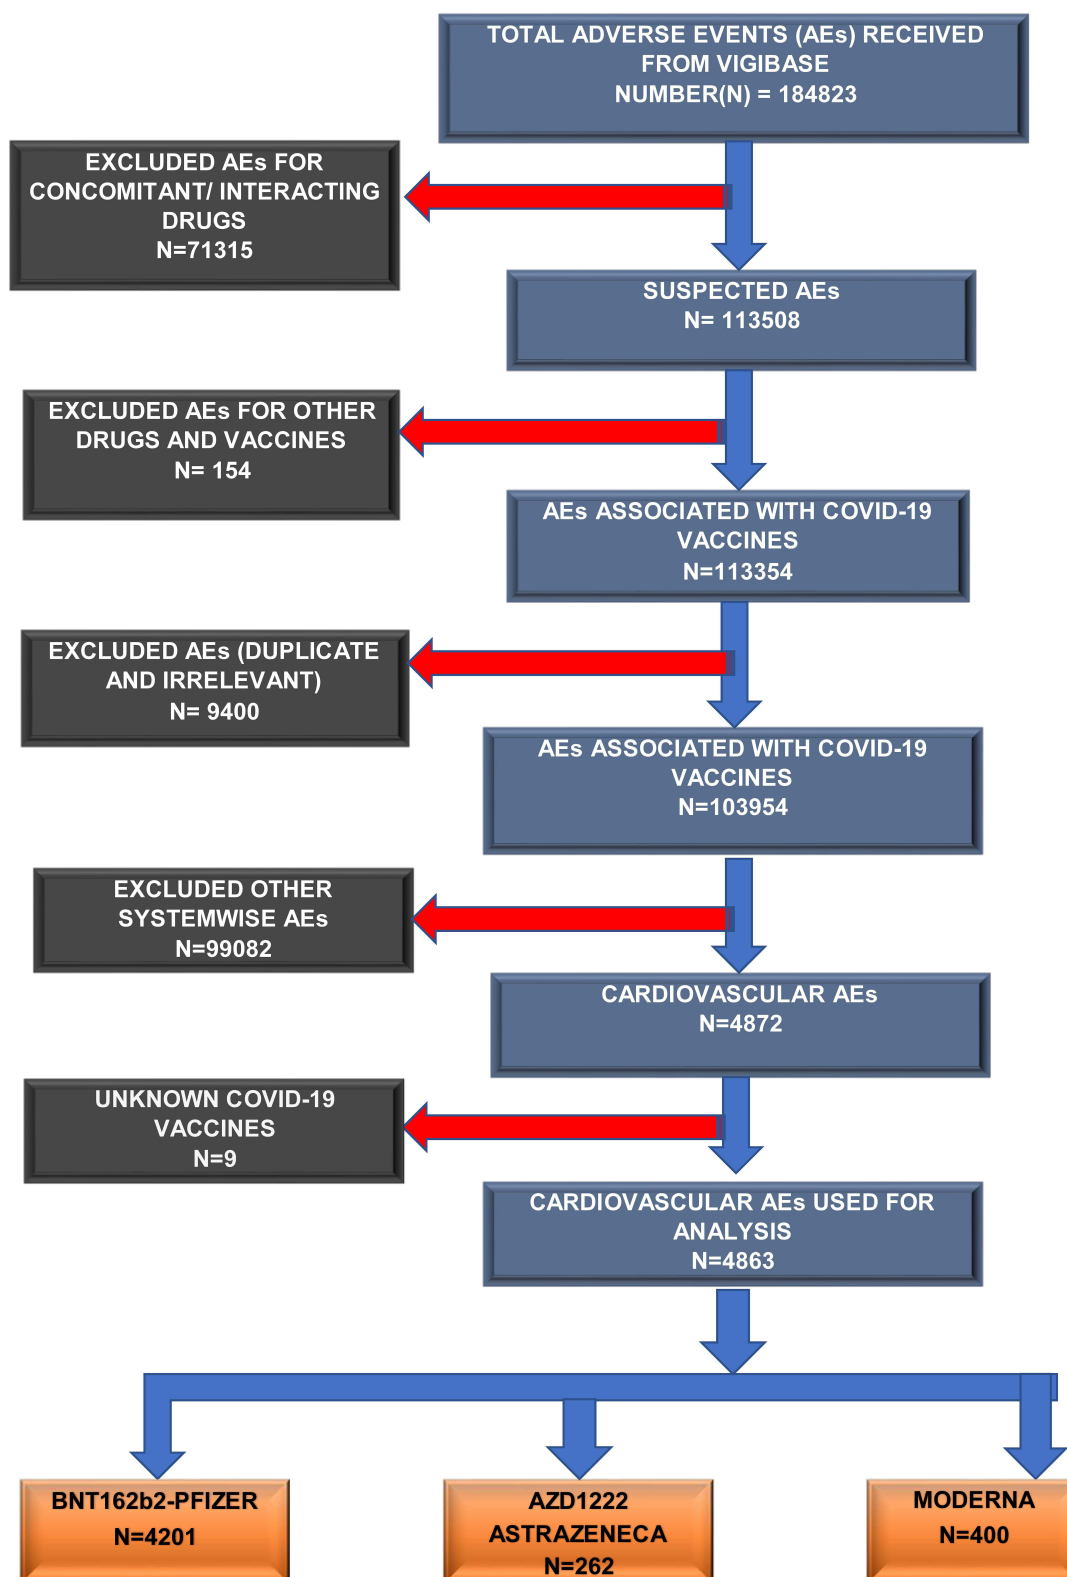 TOTAL ADVERSE EVENTS (AEs) RECEIVED
FROM VIGIBASE
NUMBER(N) = 184823
EXCLUDED AEs FOR
CONCOMITANT/ INTERACTING
DRUGS
N=71315
SUSPECTED AEs
N= 113508
EXCLUDED AEs FOR OTHER
DRUGS AND VACCINES
N= 154
AEs ASSOCIATED WITH COVID-19
VACCINES
N=113354
EXCLUDED AEs (DUPLICATE
AND IRRELEVANT)
N= 9400
AEs ASSOCIATED WITH COVID-19
VACCINES
N=103954
EXCLUDED OTHER
SYSTEMWISE AEs
N=99082
CARDIOVASCULAR AEs
N=4872
UNKNOWN COVID-19
VACCINES
N=9
CARDIOVASCULAR AEs USED FOR
ANALYSIS
N=4863
BNT162b2-PFIZER
N=4201
AZD1222
ASTRAZENECA
N=262
MODERNA
N=400